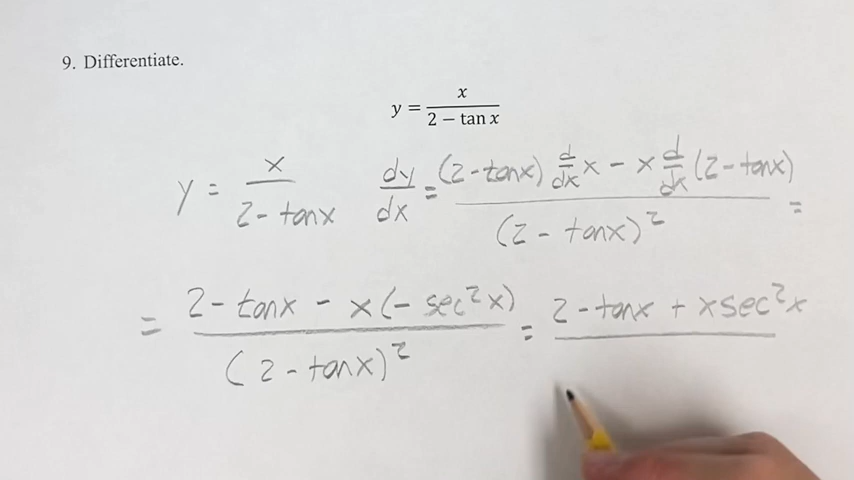 9. Differentiate.
y = x / (2 − tan x)
y = x / (2 - tanx)   dy/dx = ((2-tanx) d/dx x - x d/dx (2-tanx)) / (2 - tanx)² =
= (2 - tanx - x(- sec²x)) / (2 - tanx)² = 2 - tanx + xsec²x